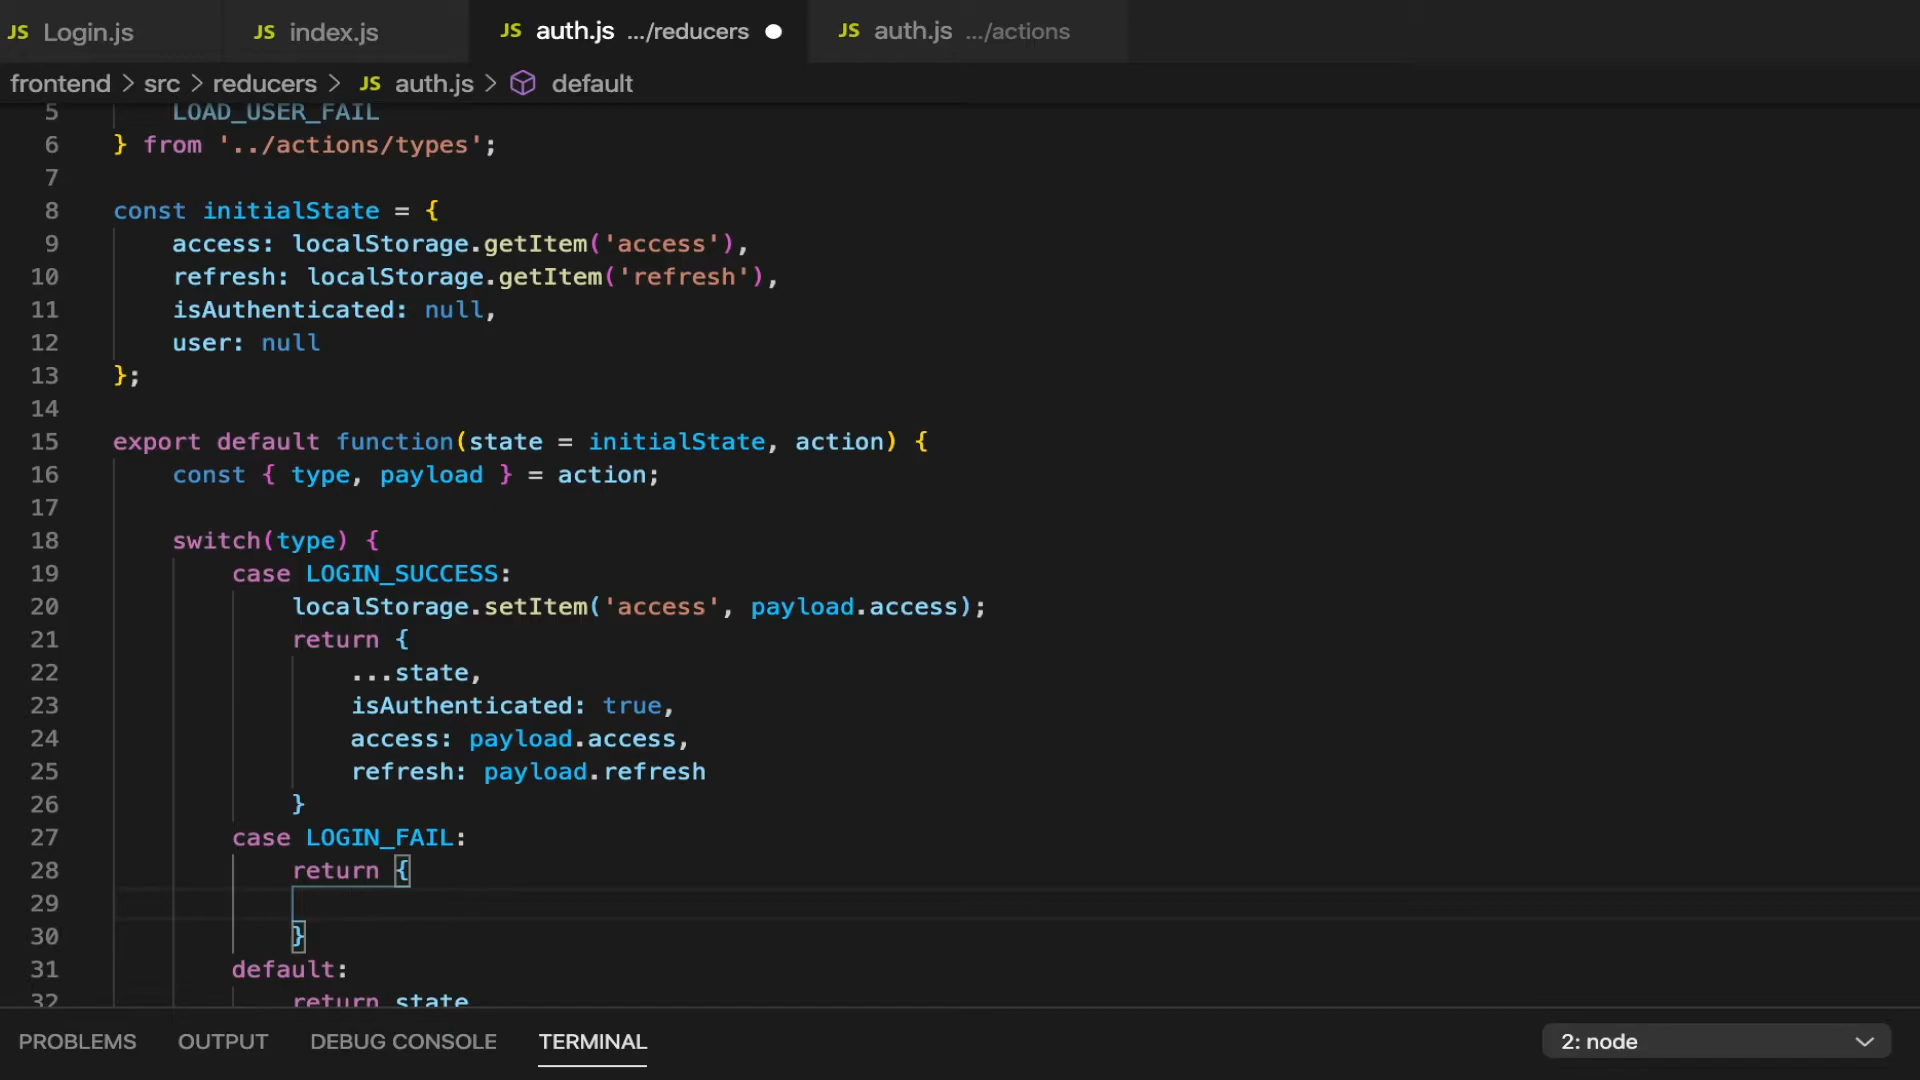 JS Login.js JS index.js JS auth.js .../reducers JS auth.js .../actions
frontend > src > reducers > JS auth.js > default
5 LOAD_USER_FAIL
6 } from '../actions/types';
7
8 const initialState = {
9 access: localStorage.getItem('access'),
10 refresh: localStorage.getItem('refresh'),
11 isAuthenticated: null,
12 user: null
13 };
14
15 export default function(state = initialState, action) {
16 const { type, payload } = action;
17
18 switch(type) {
19 case LOGIN_SUCCESS:
20 localStorage.setItem('access', payload.access);
21 return {
22 ...state,
23 isAuthenticated: true,
24 access: payload.access,
25 refresh: payload.refresh
26 }
27 case LOGIN_FAIL:
28 return {
29
30 }
31 default:
32 return state
PROBLEMS OUTPUT DEBUG CONSOLE TERMINAL 2: node